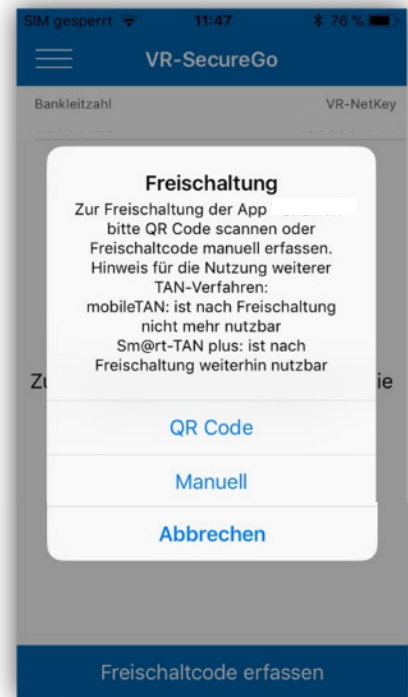 SIM gesperrt 11:47 76 %
VR-SecureGo
Bankleitzahl VR-NetKey
Freischaltung
Zur Freischaltung der App
bitte QR Code scannen oder
Freischaltcode manuell erfassen.
Hinweis für die Nutzung weiterer
TAN-Verfahren:
mobileTAN: ist nach Freischaltung
nicht mehr nutzbar
Sm@rt-TAN plus: ist nach
Freischaltung weiterhin nutzbar
QR Code
Manuell
Abbrechen
Freischaltcode erfassen